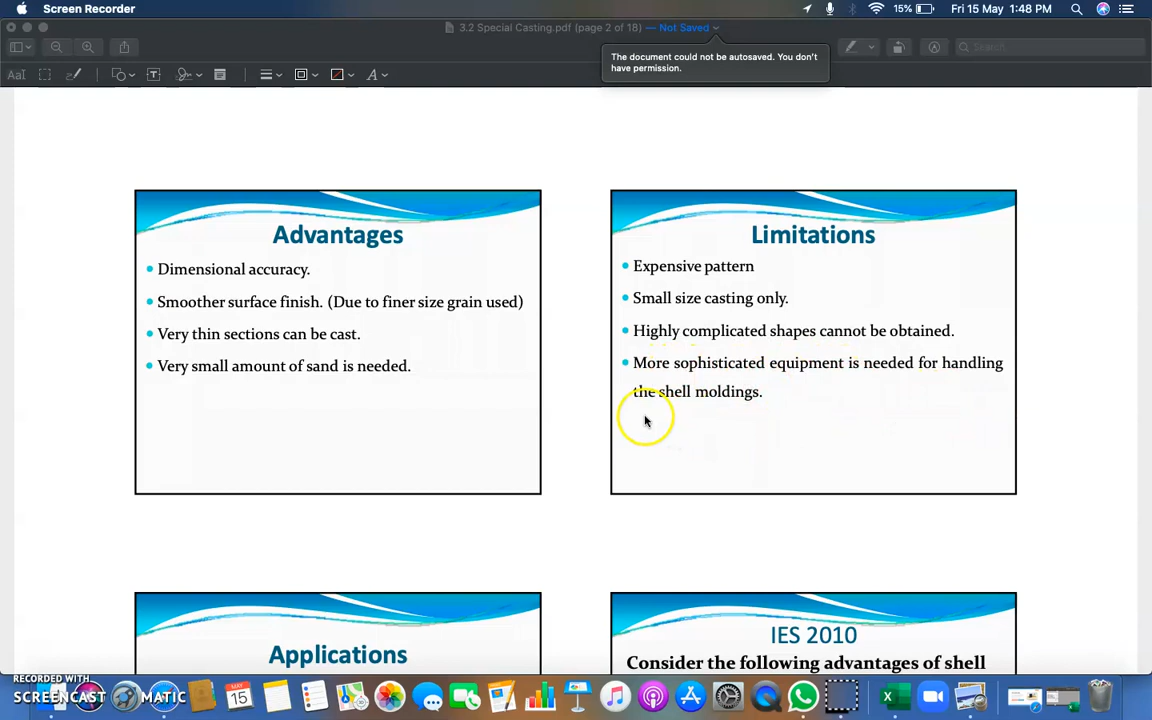 Screen Recorder
15%
Fri 15 May 1:48 PM
3.2 Special Casting.pdf (page 2 of 18) — Not Saved
Search
The document could not be autosaved. You don't
have permission.
AaI
T
A
Advantages
• Dimensional accuracy.
• Smoother surface finish. (Due to finer size grain used)
• Very thin sections can be cast.
• Very small amount of sand is needed.
Limitations
• Expensive pattern
• Small size casting only.
• Highly complicated shapes cannot be obtained.
• More sophisticated equipment is needed for handling
the shell moldings.
Applications
IES 2010
Consider the following advantages of shell
RECORDED WITH
SCREENCAST MATIC
MAY
15